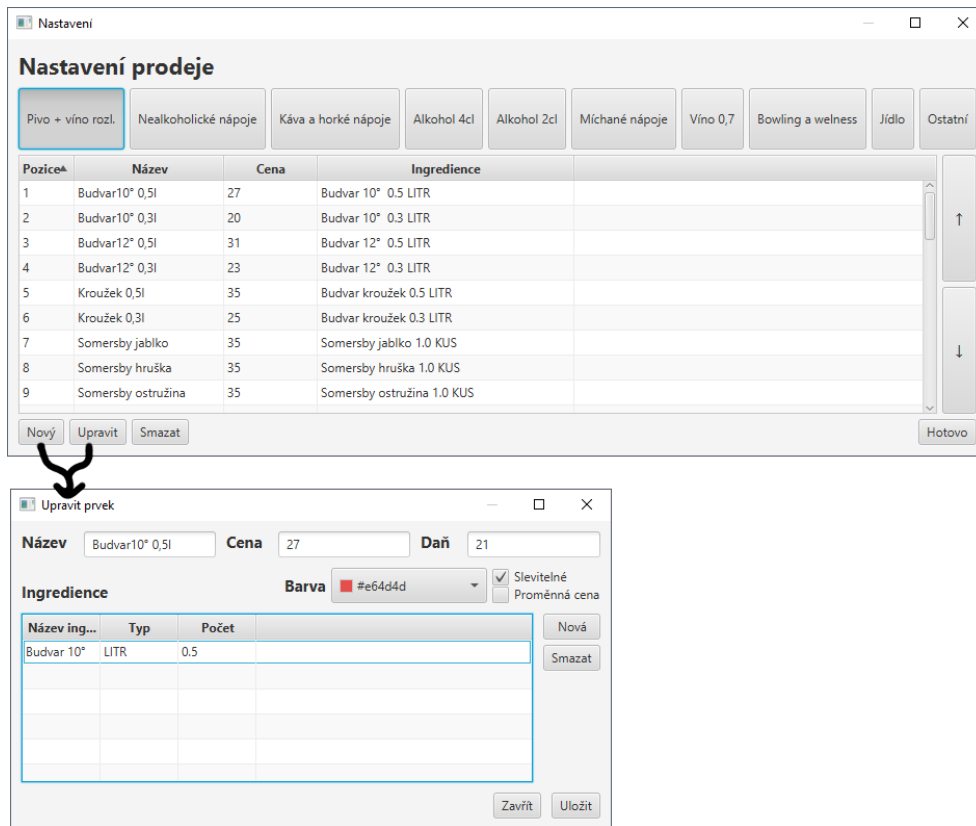 Nastavení
Nastavení prodeje
Pivo + víno rozl. Nealkoholické nápoje Káva a horké nápoje Alkohol 4cl Alkohol 2cl Míchané nápoje Víno 0,7 Bowling a welness Jídlo Ostatní
Pozice Název Cena Ingredience
1 Budvar10° 0,5l 27 Budvar 10° 0.5 LITR
2 Budvar10° 0,3l 20 Budvar 10° 0.3 LITR
3 Budvar12° 0,5l 31 Budvar 12° 0.5 LITR
4 Budvar12° 0,3l 23 Budvar 12° 0.3 LITR
5 Kroužek 0,5l 35 Budvar kroužek 0.5 LITR
6 Kroužek 0,3l 25 Budvar kroužek 0.3 LITR
7 Somersby jablko 35 Somersby jablko 1.0 KUS
8 Somersby hruška 35 Somersby hruška 1.0 KUS
9 Somersby ostružina 35 Somersby ostružina 1.0 KUS
Nový Upravit Smazat Hotovo
Upravit prvek
Název Budvar10° 0,5l Cena 27 Daň 21
Ingredience Barva #e64d4d Slevitelné
Proměnná cena
Název ing... Typ Počet Nová
Budvar 10° LITR 0.5 Smazat
Zavřít Uložit